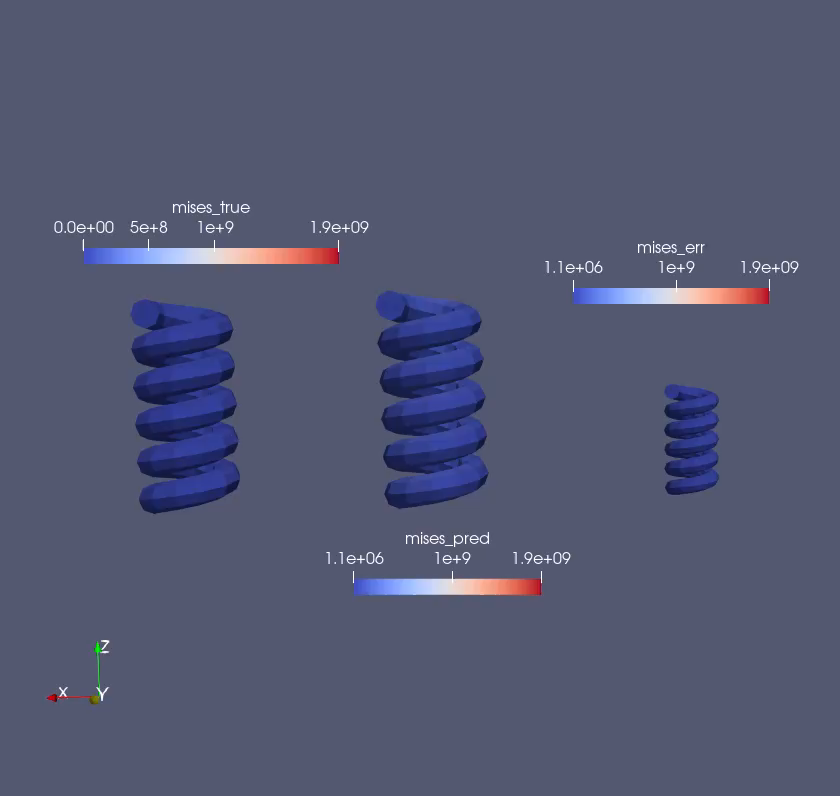 mises_true
0.0e+00 5e+8 1e+9 1.9e+09
mises_err
1.1e+06 1e+9 1.9e+09
mises_pred
1.1e+06 1e+9 1.9e+09
Z
X Y